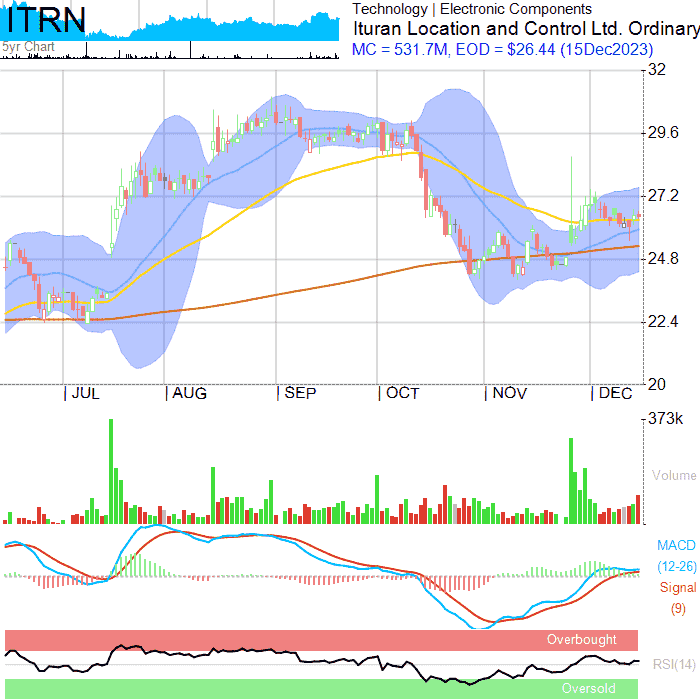 ITRN
5yr Chart
Technology | Electronic Components
Ituran Location and Control Ltd. Ordinary
MC = 531.7M, EOD = $26.44 (15Dec2023)
32
29.6
27.2
24.8
22.4
20
JUL AUG SEP OCT NOV DEC
373k
Volume
MACD
(12-26)
Signal
(9)
Overbought
RSI(14)
Oversold